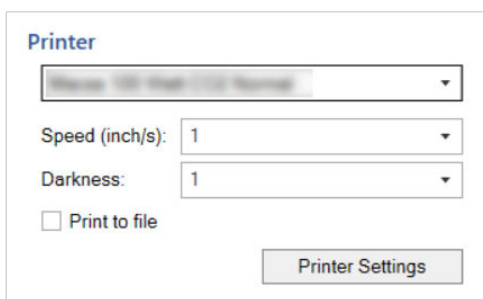 Printer
Speed (inch/s): 1
Darkness: 1
Print to file
Printer Settings